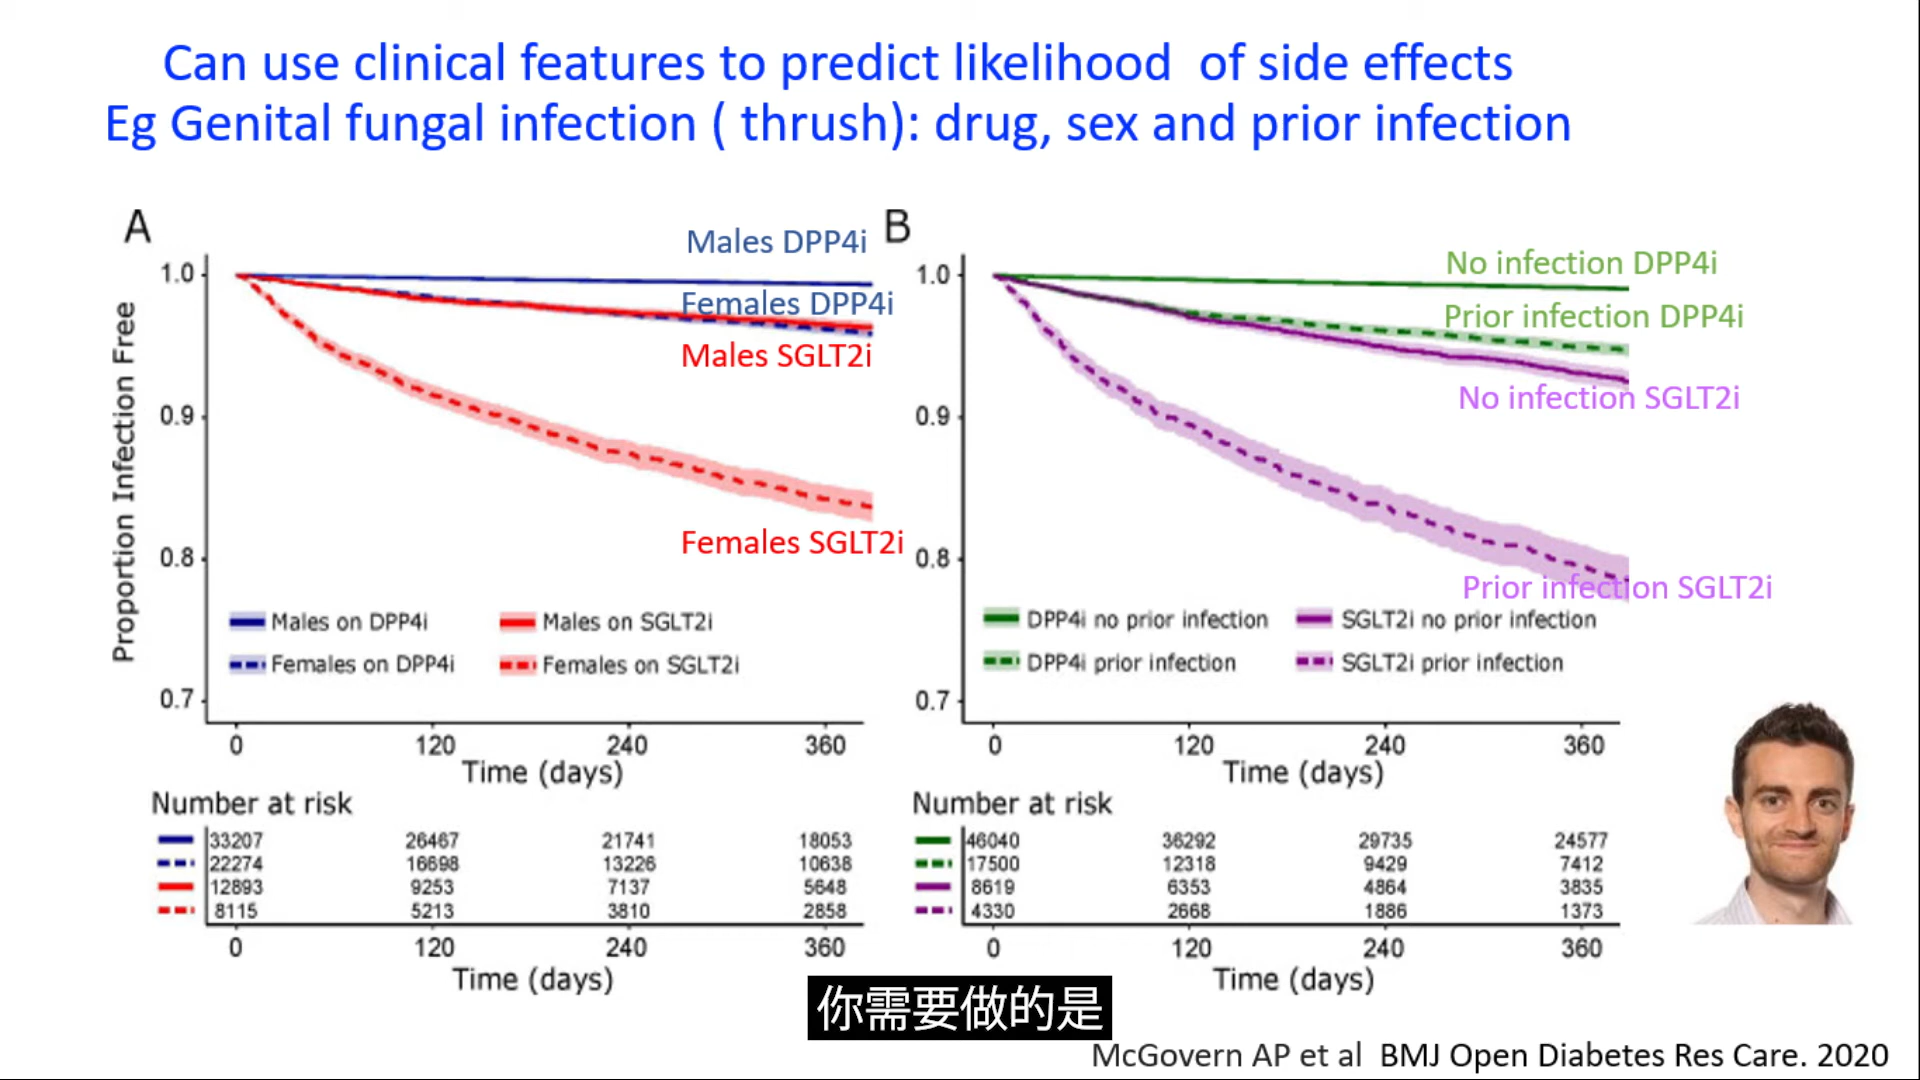 Can use clinical features to predict likelihood of side effects
Eg Genital fungal infection ( thrush): drug, sex and prior infection
A
Males DPP4i
Females DPP4i
Males SGLT2i
Females SGLT2i
Proportion Infection Free
1.0
0.9
0.8
0.7
Males on DPP4i
Males on SGLT2i
Females on DPP4i
Females on SGLT2i
0 120 240 360
Time (days)
Number at risk
33207 26467 21741 18053
22274 16698 13226 10638
12893 9253 7137 5648
8115 5213 3810 2858
0 120 240 360
Time (days)
B
No infection DPP4i
Prior infection DPP4i
No infection SGLT2i
Prior infection SGLT2i
1.0
0.9
0.8
0.7
DPP4i no prior infection
SGLT2i no prior infection
DPP4i prior infection
SGLT2i prior infection
0 120 240 360
Time (days)
Number at risk
46040 36292 29735 24577
17500 12318 9429 7412
8619 6353 4864 3835
4330 2668 1886 1373
0 120 240 360
Time (days)
你需要做的是
McGovern AP et al BMJ Open Diabetes Res Care. 2020